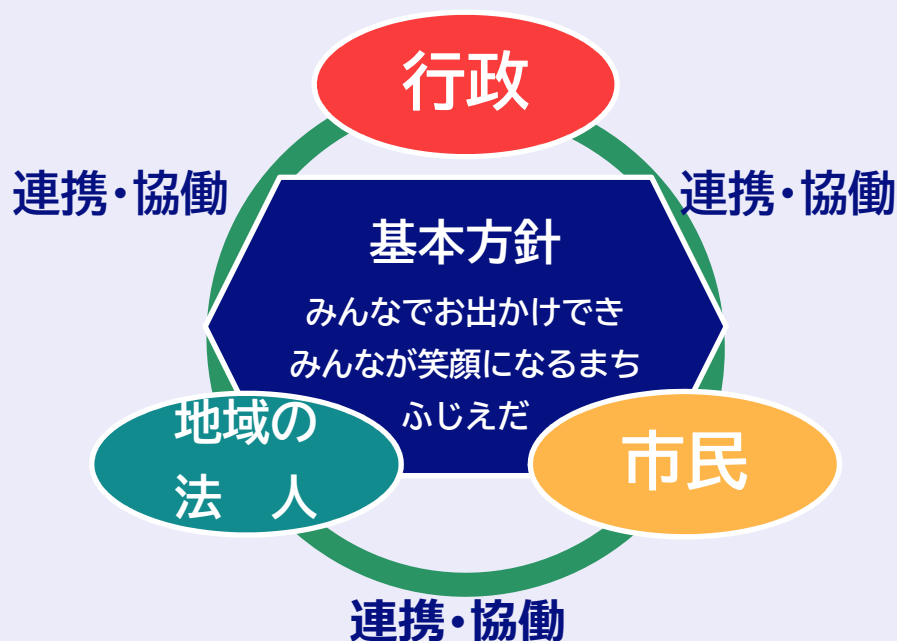 行政
連携・協働
連携・協働
基本方針
みんなでお出かけでき
みんなが笑顔になるまち
ふじえだ
地域の
法　人
市民
連携・協働